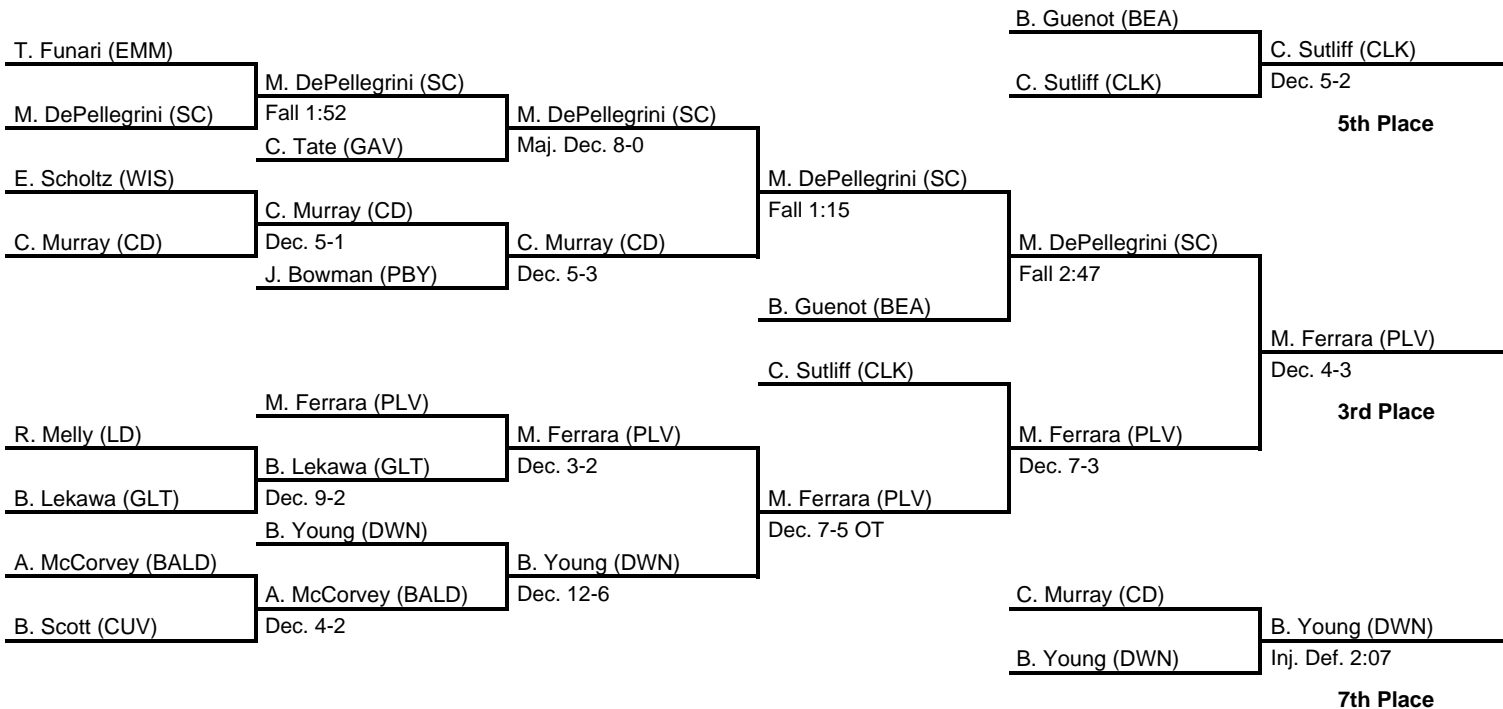 B. Guenot (BEA)
T. Funari (EMM)
C. Sutliff (CLK)
M. DePellegrini (SC)
C. Sutliff (CLK)
Dec. 5-2
M. DePellegrini (SC)
Fall 1:52
M. DePellegrini (SC)
5th Place
C. Tate (GAV)
Maj. Dec. 8-0
E. Scholtz (WIS)
M. DePellegrini (SC)
C. Murray (CD)
Fall 1:15
C. Murray (CD)
Dec. 5-1
C. Murray (CD)
M. DePellegrini (SC)
J. Bowman (PBY)
Dec. 5-3
Fall 2:47
B. Guenot (BEA)
M. Ferrara (PLV)
C. Sutliff (CLK)
Dec. 4-3
M. Ferrara (PLV)
3rd Place
R. Melly (LD)
M. Ferrara (PLV)
M. Ferrara (PLV)
B. Lekawa (GLT)
Dec. 3-2
Dec. 7-3
B. Lekawa (GLT)
Dec. 9-2
M. Ferrara (PLV)
B. Young (DWN)
Dec. 7-5 OT
A. McCorvey (BALD)
B. Young (DWN)
A. McCorvey (BALD)
Dec. 12-6
C. Murray (CD)
B. Scott (CUV)
Dec. 4-2
B. Young (DWN)
B. Young (DWN)
Inj. Def. 2:07
7th Place